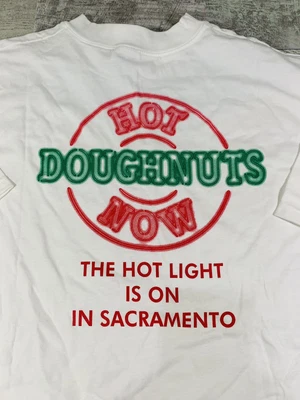 HOT
DOUGHNUTS
NOW
THE HOT LIGHT
IS ON
IN SACRAMENTO